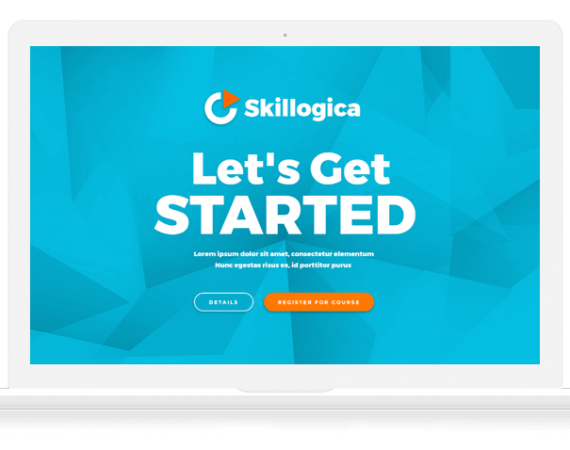 Skillogica
Let's Get
STARTED
Lorem ipsum dolor sit amet, consectetur elementum
Nunc egestas risus ex, id porttitor purus
DETAILS
REGISTER FOR COURSE